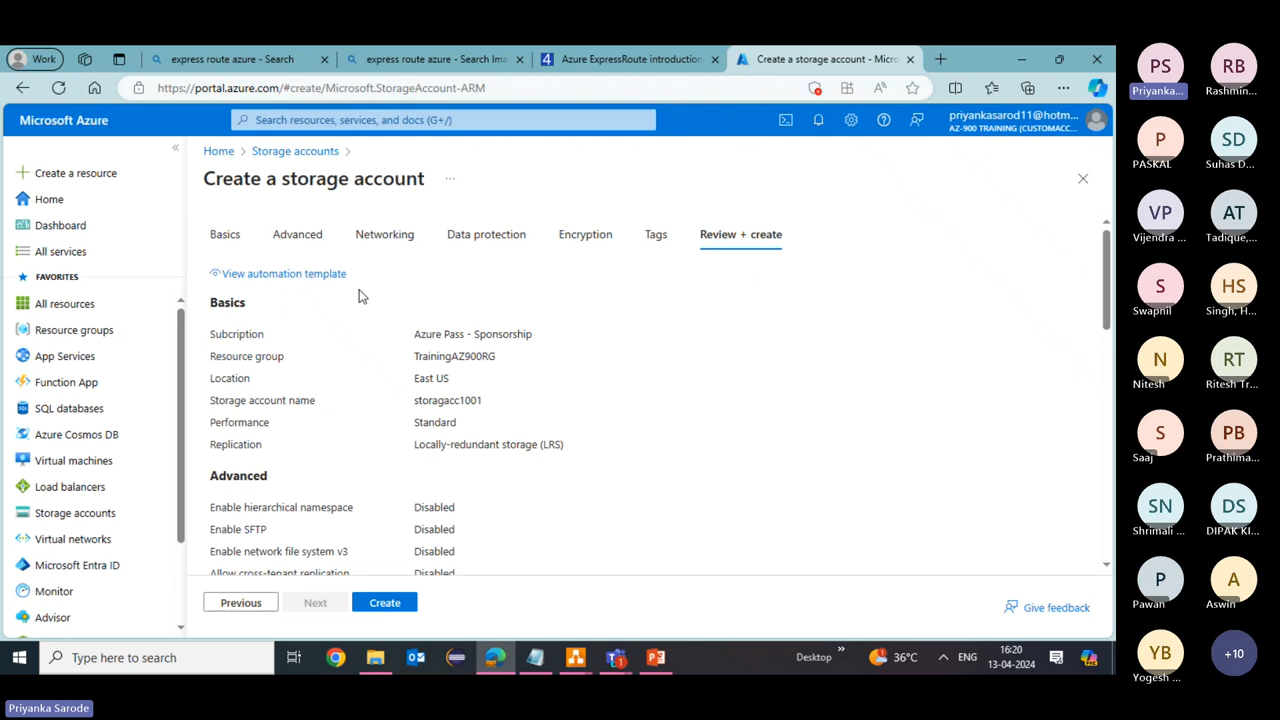 Work
express route azure - Search
express route azure - Search Ima
Azure ExpressRoute introduction
Create a storage account - Micro
https://portal.azure.com/#create/Microsoft.StorageAccount-ARM
Microsoft Azure
Search resources, services, and docs (G+/)
priyankasarod11@hotm...
AZ-900 TRAINING (CUSTOMACC...
Create a resource
Home
Dashboard
All services
FAVORITES
All resources
Resource groups
App Services
Function App
SQL databases
Azure Cosmos DB
Virtual machines
Load balancers
Storage accounts
Virtual networks
Microsoft Entra ID
Monitor
Advisor
Home > Storage accounts >
Create a storage account ...
Basics Advanced Networking Data protection Encryption Tags Review + create
View automation template
Basics
Subcription Azure Pass - Sponsorship
Resource group TrainingAZ900RG
Location East US
Storage account name storagacc1001
Performance Standard
Replication Locally-redundant storage (LRS)
Advanced
Enable hierarchical namespace Disabled
Enable SFTP Disabled
Enable network file system v3 Disabled
Allow cross-tenant replication Disabled
Previous Next Create
Give feedback
Type here to search
Desktop
36°C
ENG
16:20
13-04-2024
PS
Priyanka...
RB
Rashmin...
P
PASKAL
SD
Suhas D...
VP
Vijendra ...
AT
Tadique,...
S
Swapnil
HS
Singh, H...
N
Nitesh
RT
Ritesh Tr...
S
Saaj
PB
Prathima...
SN
Shrimali ...
DS
DIPAK KI...
P
Pawan
A
Aswin
YB
Yogesh ...
+10
Priyanka Sarode